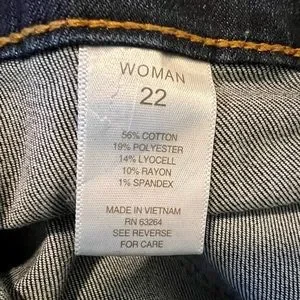 WOMAN
22
56% COTTON
19% POLYESTER
14% LYOCELL
10% RAYON
1% SPANDEX
MADE IN VIETNAM
RN 63264
SEE REVERSE
FOR CARE